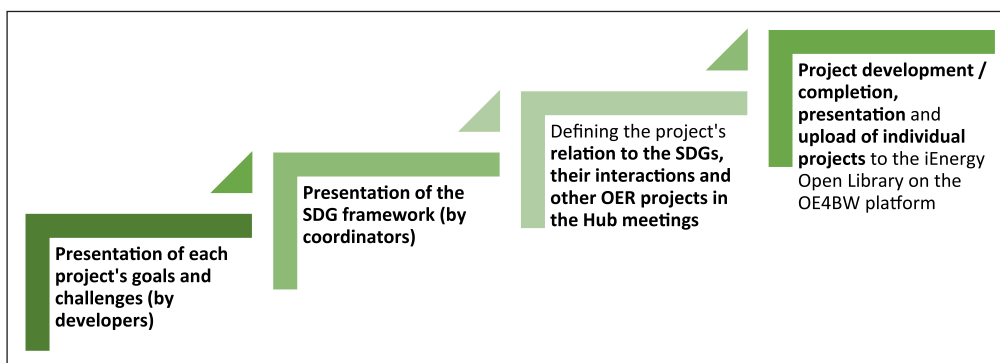 Presentation of each
project's goals and
challenges (by
developers)
Presentation of the
SDG framework (by
coordinators)
Defining the project's
relation to the SDGs,
their interactions and
other OER projects in
the Hub meetings
Project development /
completion,
presentation and
upload of individual
projects to the iEnergy
Open Library on the
OE4BW platform